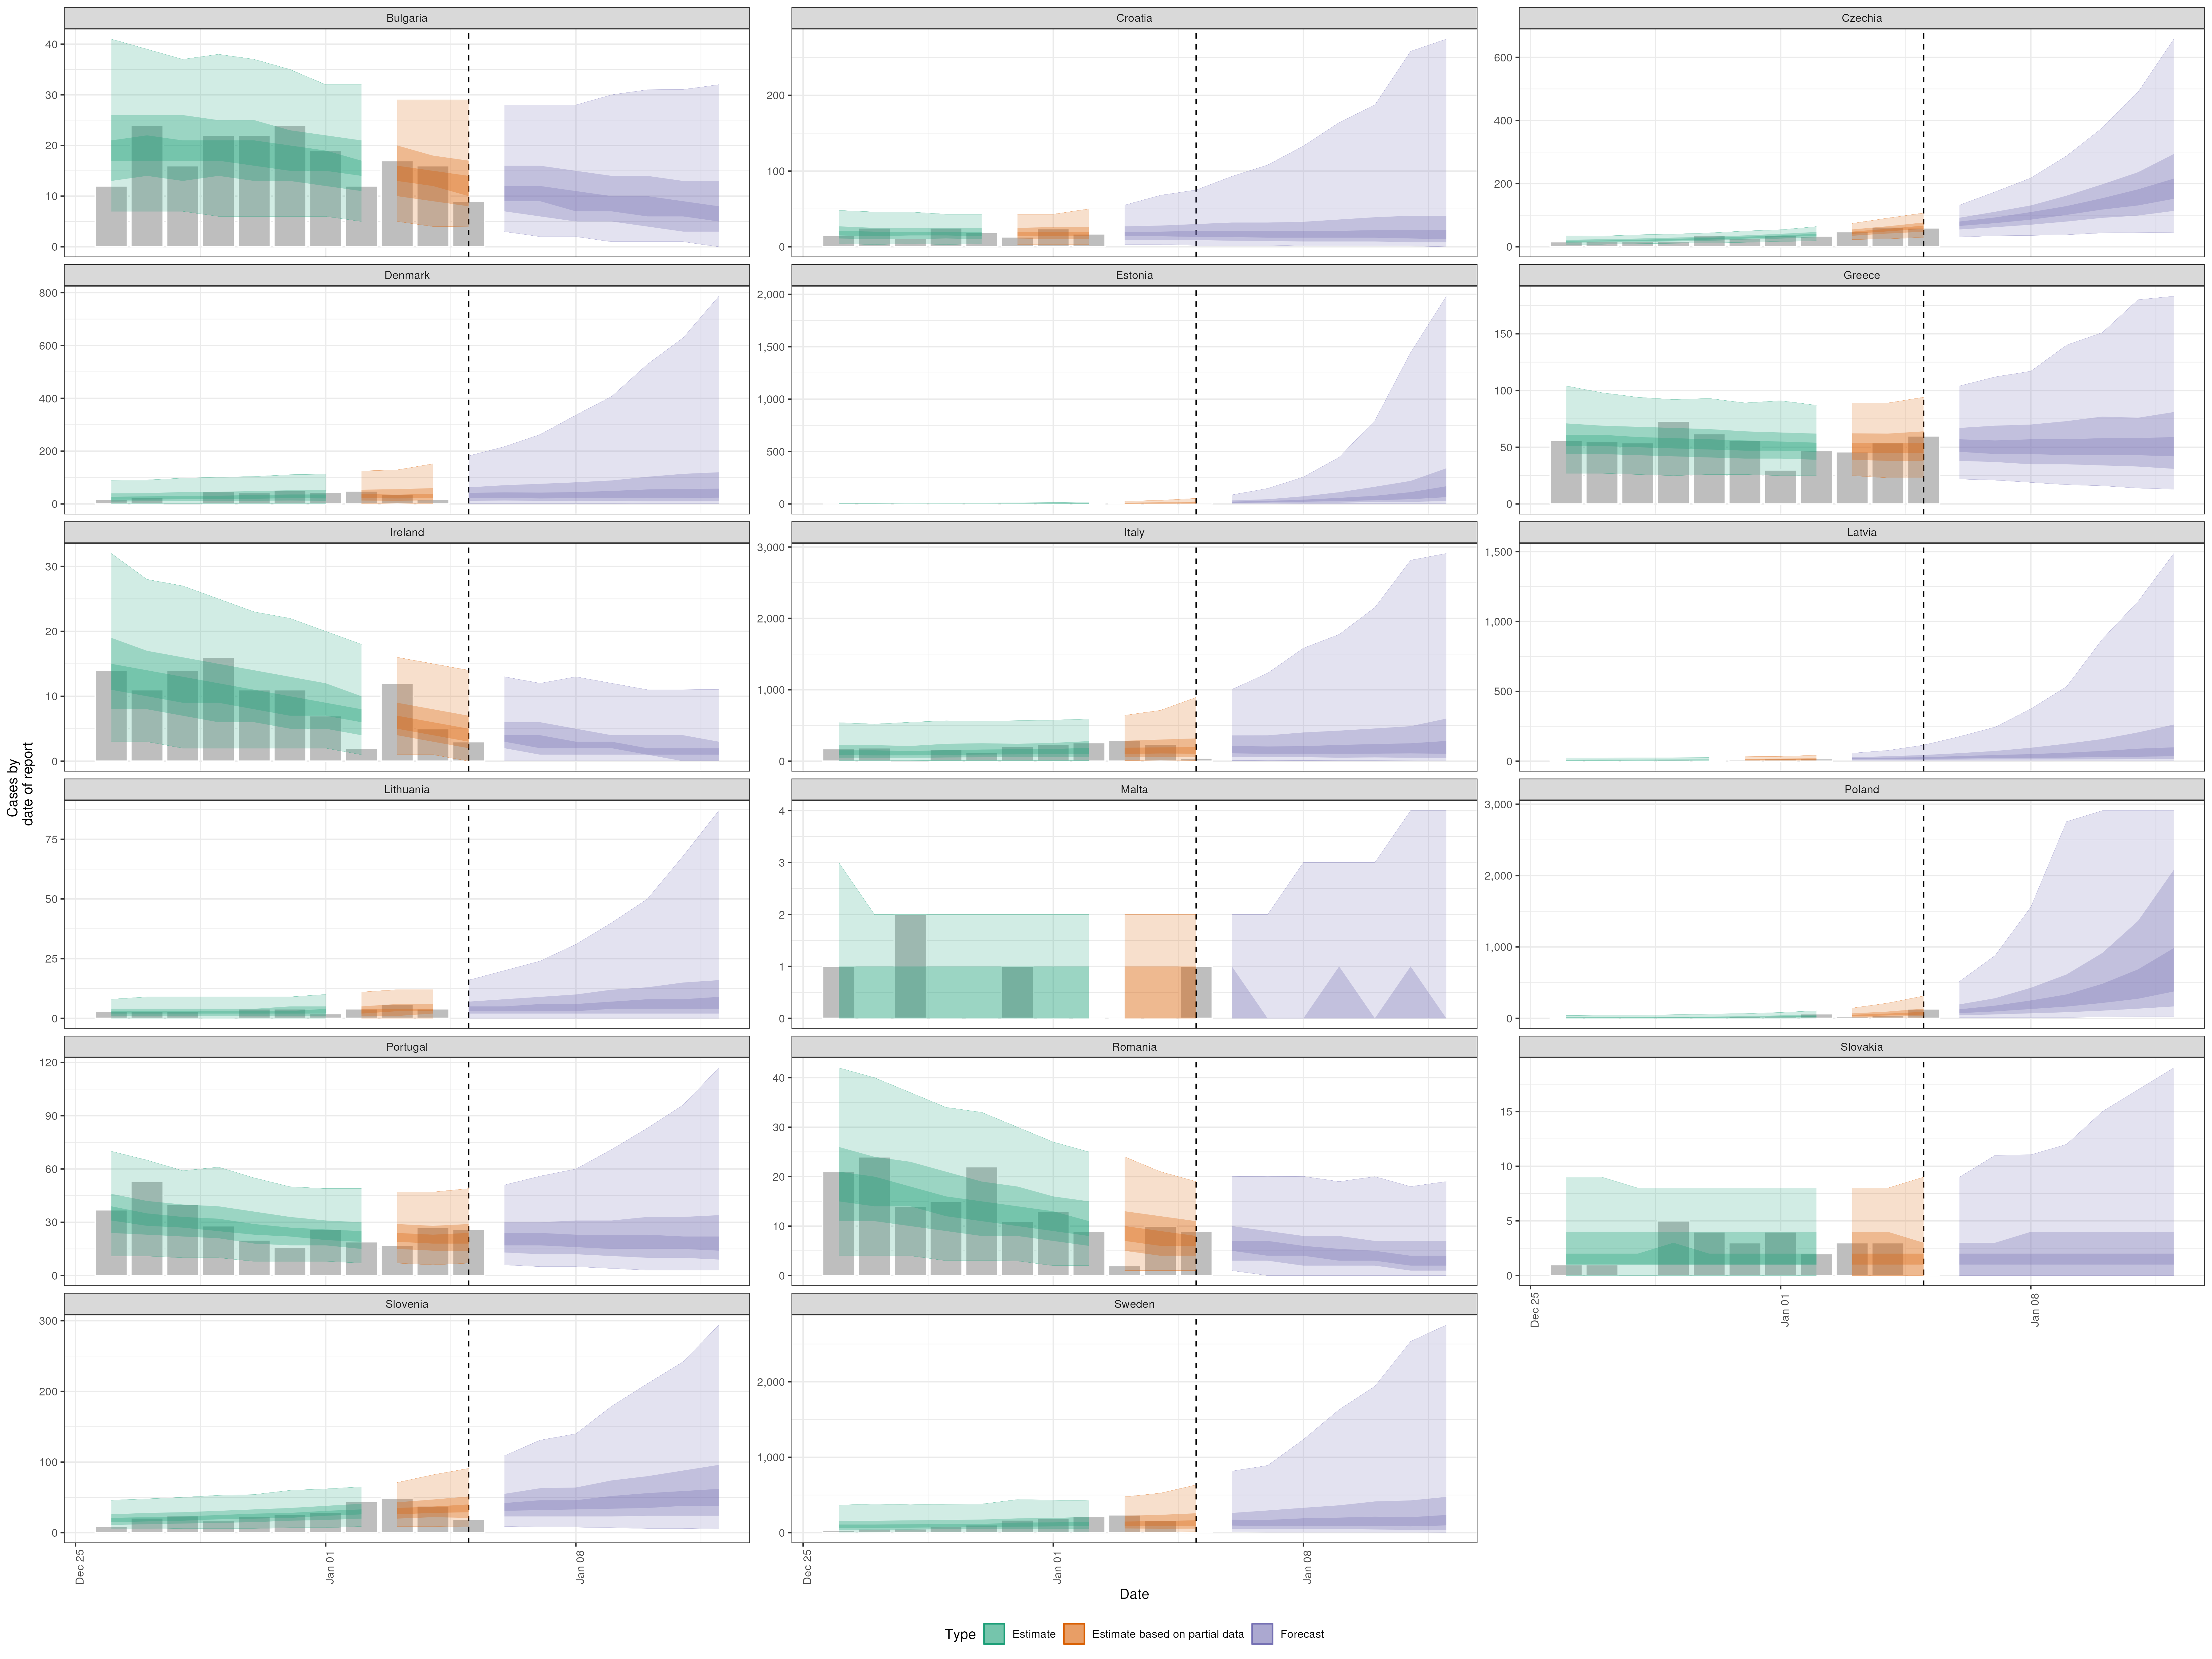 Bulgaria
Croatia
Czechia
40
30
20
10
0
200
100
0
600
400
200
0
Denmark
Estonia
Greece
800
600
400
200
0
2,000
1,500
1,000
500
0
150
100
50
0
Ireland
Italy
Latvia
30
20
10
0
3,000
2,000
1,000
0
1,500
1,000
500
0
Cases by
date of report
Lithuania
Malta
Poland
75
50
25
0
4
3
2
1
0
3,000
2,000
1,000
0
Portugal
Romania
Slovakia
120
90
60
30
0
40
30
20
10
0
15
10
5
0
Dec 25
Jan 01
Jan 08
Slovenia
Sweden
300
200
100
0
2,000
1,000
0
Dec 25
Jan 01
Jan 08
Dec 25
Jan 01
Jan 08
Date
Type Estimate Estimate based on partial data Forecast